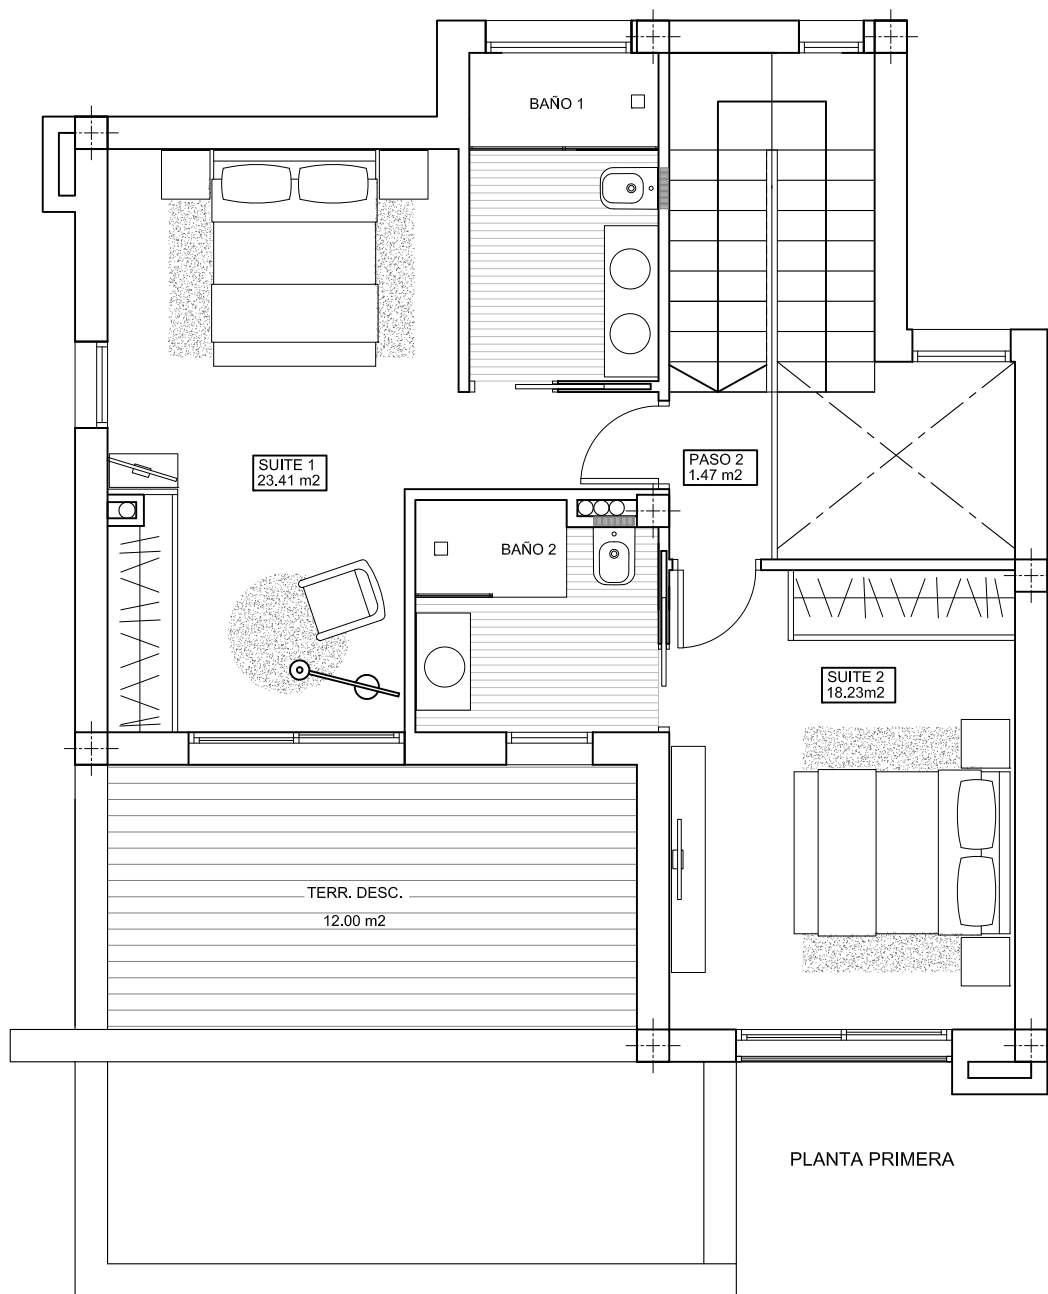 BAÑO 1
SUITE 1
23.41 m2
PASO 2
1.47 m2
BAÑO 2
SUITE 2
18.23m2
TERR. DESC.
12.00 m2
PLANTA PRIMERA